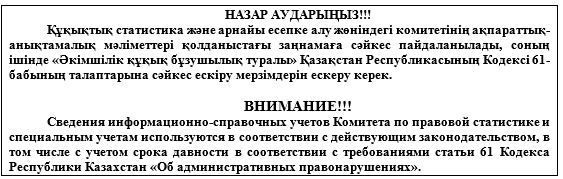 НАЗАР АУДАРЫҢЫЗ!!!
Құқықтық статистика және арнайы есепке алу жөніндегі комитетінің ақпараттық-
анықтамалық мәліметтері қолданыстағы заңнамаға сәйкес пайдаланылады, соның
ішінде «Әкімшілік құқық бұзушылық туралы» Қазақстан Республикасының Кодексі 61-
бабының талаптарына сәйкес ескіру мерзімдерін ескеру керек.
ВНИМАНИЕ!!!
Сведения информационно-справочных учетов Комитета по правовой статистике и
специальным учетам используются в соответствии с действующим законодательством, в
том числе с учетом срока давности в соответствии с требованиями статьи 61 Кодекса
Республики Казахстан «Об административных правонарушениях».